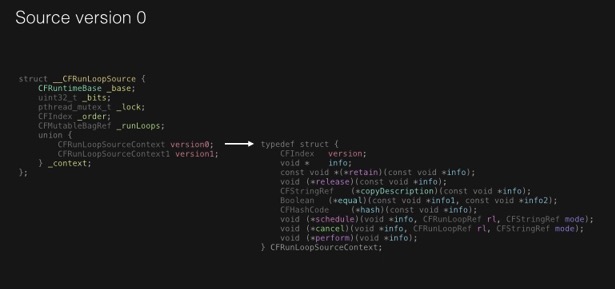 Source version 0
struct __CFRunLoopSource {
CFRuntimeBase _base;
uint32_t _bits;
pthread_mutex_t _lock;
CFIndex _order;
CFMutableBagRef _runLoops;
union {
CFRunLoopSourceContext version0;
CFRunLoopSourceContext1 version1;
} _context;
};
typedef struct {
CFIndex version;
void * info;
const void *(*retain)(const void *info);
void (*release)(const void *info);
CFStringRef (*copyDescription)(const void *info);
Boolean (*equal)(const void *info1, const void *info2);
CFHashCode (*hash)(const void *info);
void (*schedule)(void *info, CFRunLoopRef rl, CFStringRef mode);
void (*cancel)(void *info, CFRunLoopRef rl, CFStringRef mode);
void (*perform)(void *info);
} CFRunLoopSourceContext;